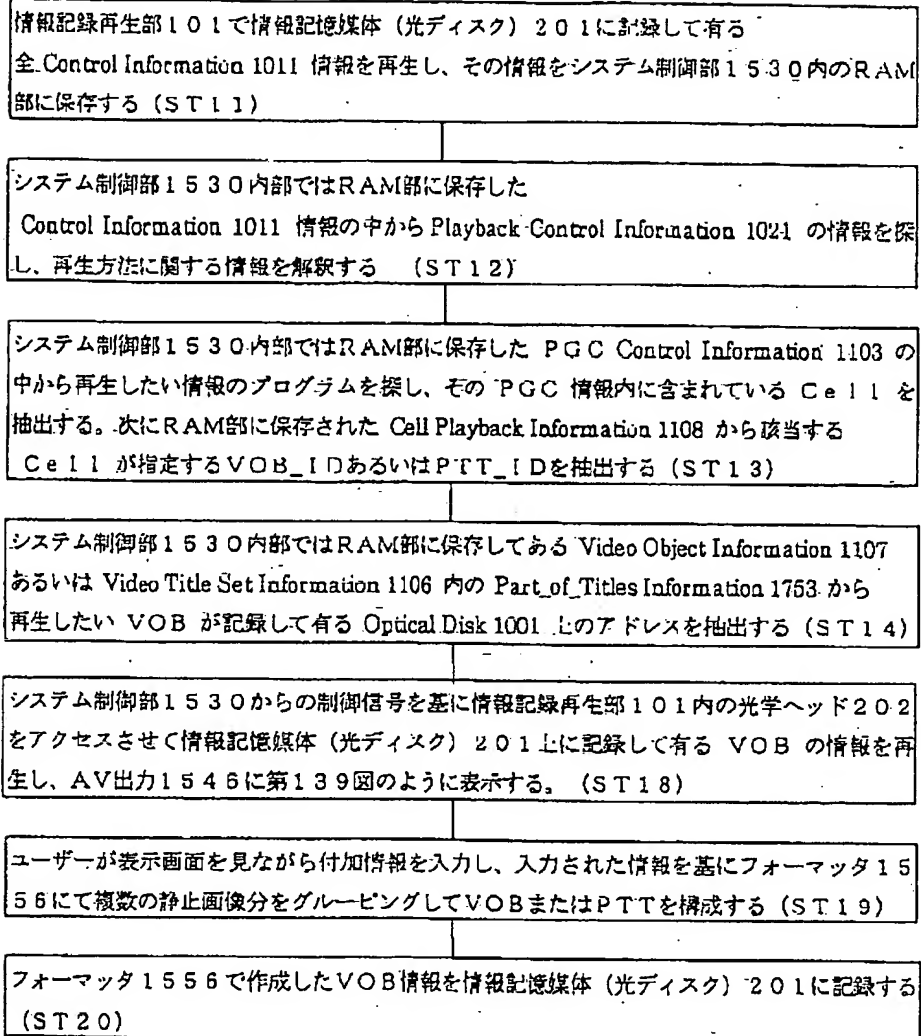 情報記録再生部101で情報記憶媒体（光ディスク）201に記録して有る
全 Control Information 1011 情報を再生し、その情報をシステム制御部1530内のRAM
部に保存する（ST11）
システム制御部1530内部ではRAM部に保存した
Control Information 1011 情報の中から Playback Control Information 1021 の情報を探
し、再生方法に関する情報を解釈する （ST12）
システム制御部1530内部ではRAM部に保存した PGC Control Information 1103 の
中から再生したい情報のプログラムを探し、その PGC 情報内に含まれている Cell を
抽出する。次にRAM部に保存された Cell Playback Information 1108 から該当する
Cell が指定するVOB_IDあるいはPTT_IDを抽出する（ST13）
システム制御部1530内部ではRAM部に保存してある Video Object Information 1107
あるいは Video Title Set Information 1106 内の Part_of_Titles Information 1753 から
再生したい VOB が記録して有る Optical Disk 1001 上のアドレスを抽出する（ST14）
システム制御部1530からの制御信号を基に情報記録再生部101内の光学ヘッド202
をアクセスさせて情報記憶媒体（光ディスク）201上に記録して有る VOB の情報を再
生し、AV出力1546に第139図のように表示する。（ST18）
ユーザーが表示画面を見ながら付加情報を入力し、入力された情報を基にフォーマッタ15
56にて複数の静止画像分をグルーピングしてVOBまたはPTTを構成する（ST19）
フォーマッタ1556で作成したVOB情報を情報記憶媒体（光ディスク）201に記録する
（ST20）